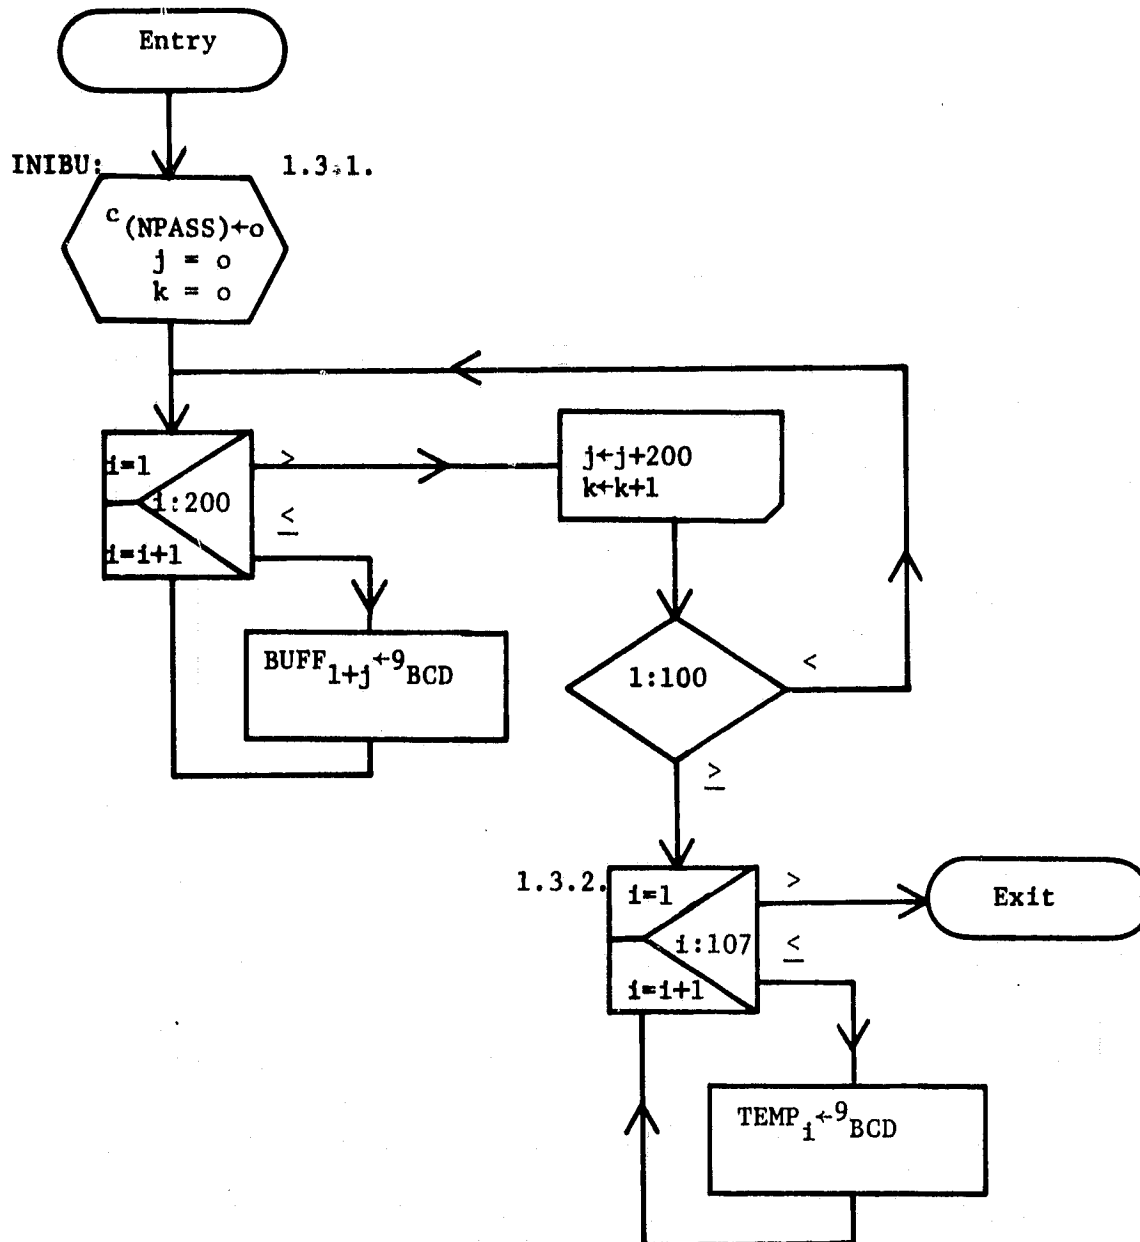 Entry
INIBU:
1.3.1.
c(NPASS)←o
j = o
k = o
i=1
i:200
i=i+1
>
≤
j←j+200
k←k+1
BUFF1+j←9BCD
1:100
<
≥
1.3.2.
i=1
i:107
i=i+1
>
≤
Exit
TEMPi←9BCD